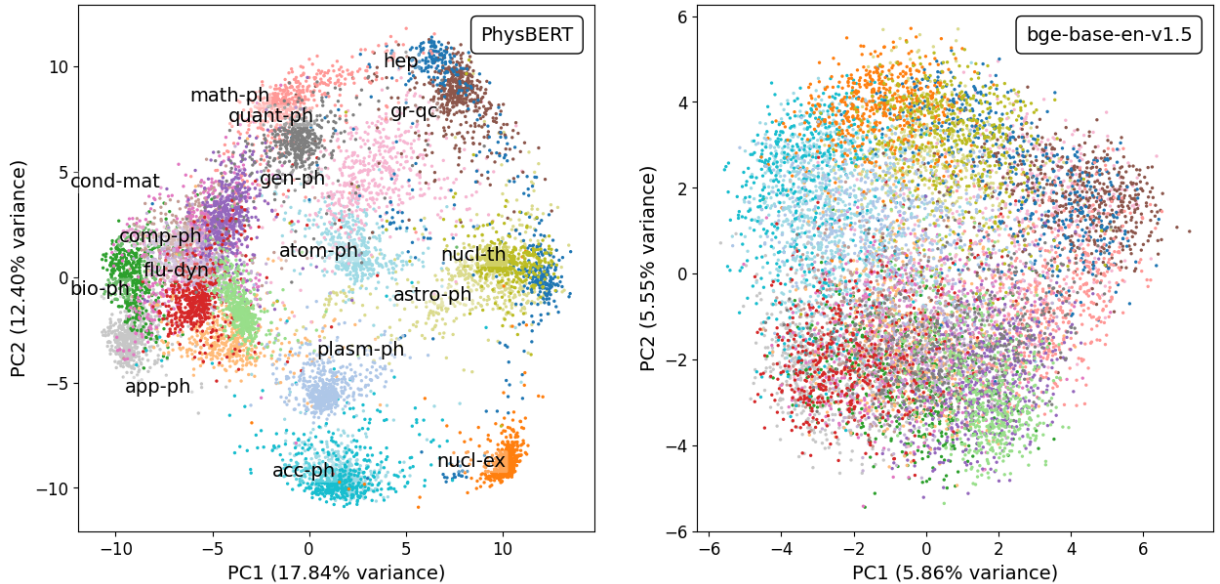 PhysBERT
10
5
0
−5
−10
−10
−5
0
5
10
PC2 (12.40% variance)
PC1 (17.84% variance)
hep
math-ph
quant-ph
gr-qc
gen-ph
cond-mat
comp-ph
atom-ph
nucl-th
flu-dyn
bio-ph
astro-ph
plasm-ph
app-ph
acc-ph
nucl-ex
bge-base-en-v1.5
6
4
2
0
−2
−4
−6
−6
−4
−2
0
2
4
6
PC2 (5.55% variance)
PC1 (5.86% variance)